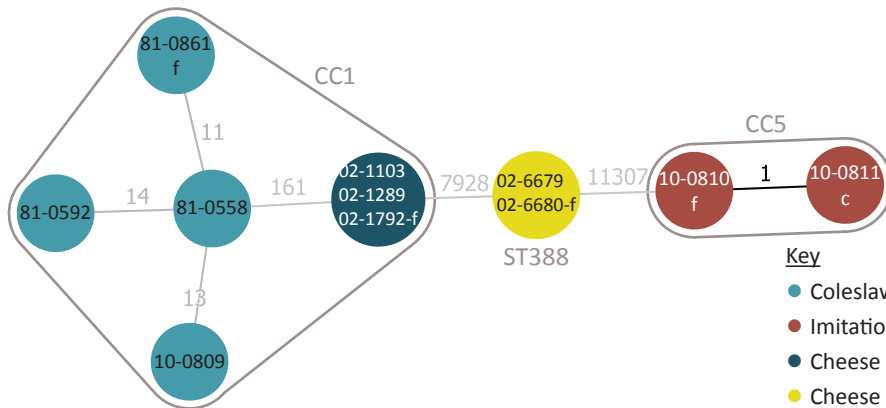 81-0861
f
CC1
11
14
161
81-0592
81-0558
02-1103
02-1289
02-1792-f
7928
02-6679
02-6680-f
ST388
11307
CC5
10-0810
f
1
10-0811
c
13
10-0809
Key
Coleslaw
Imitatio
Cheese
Cheese